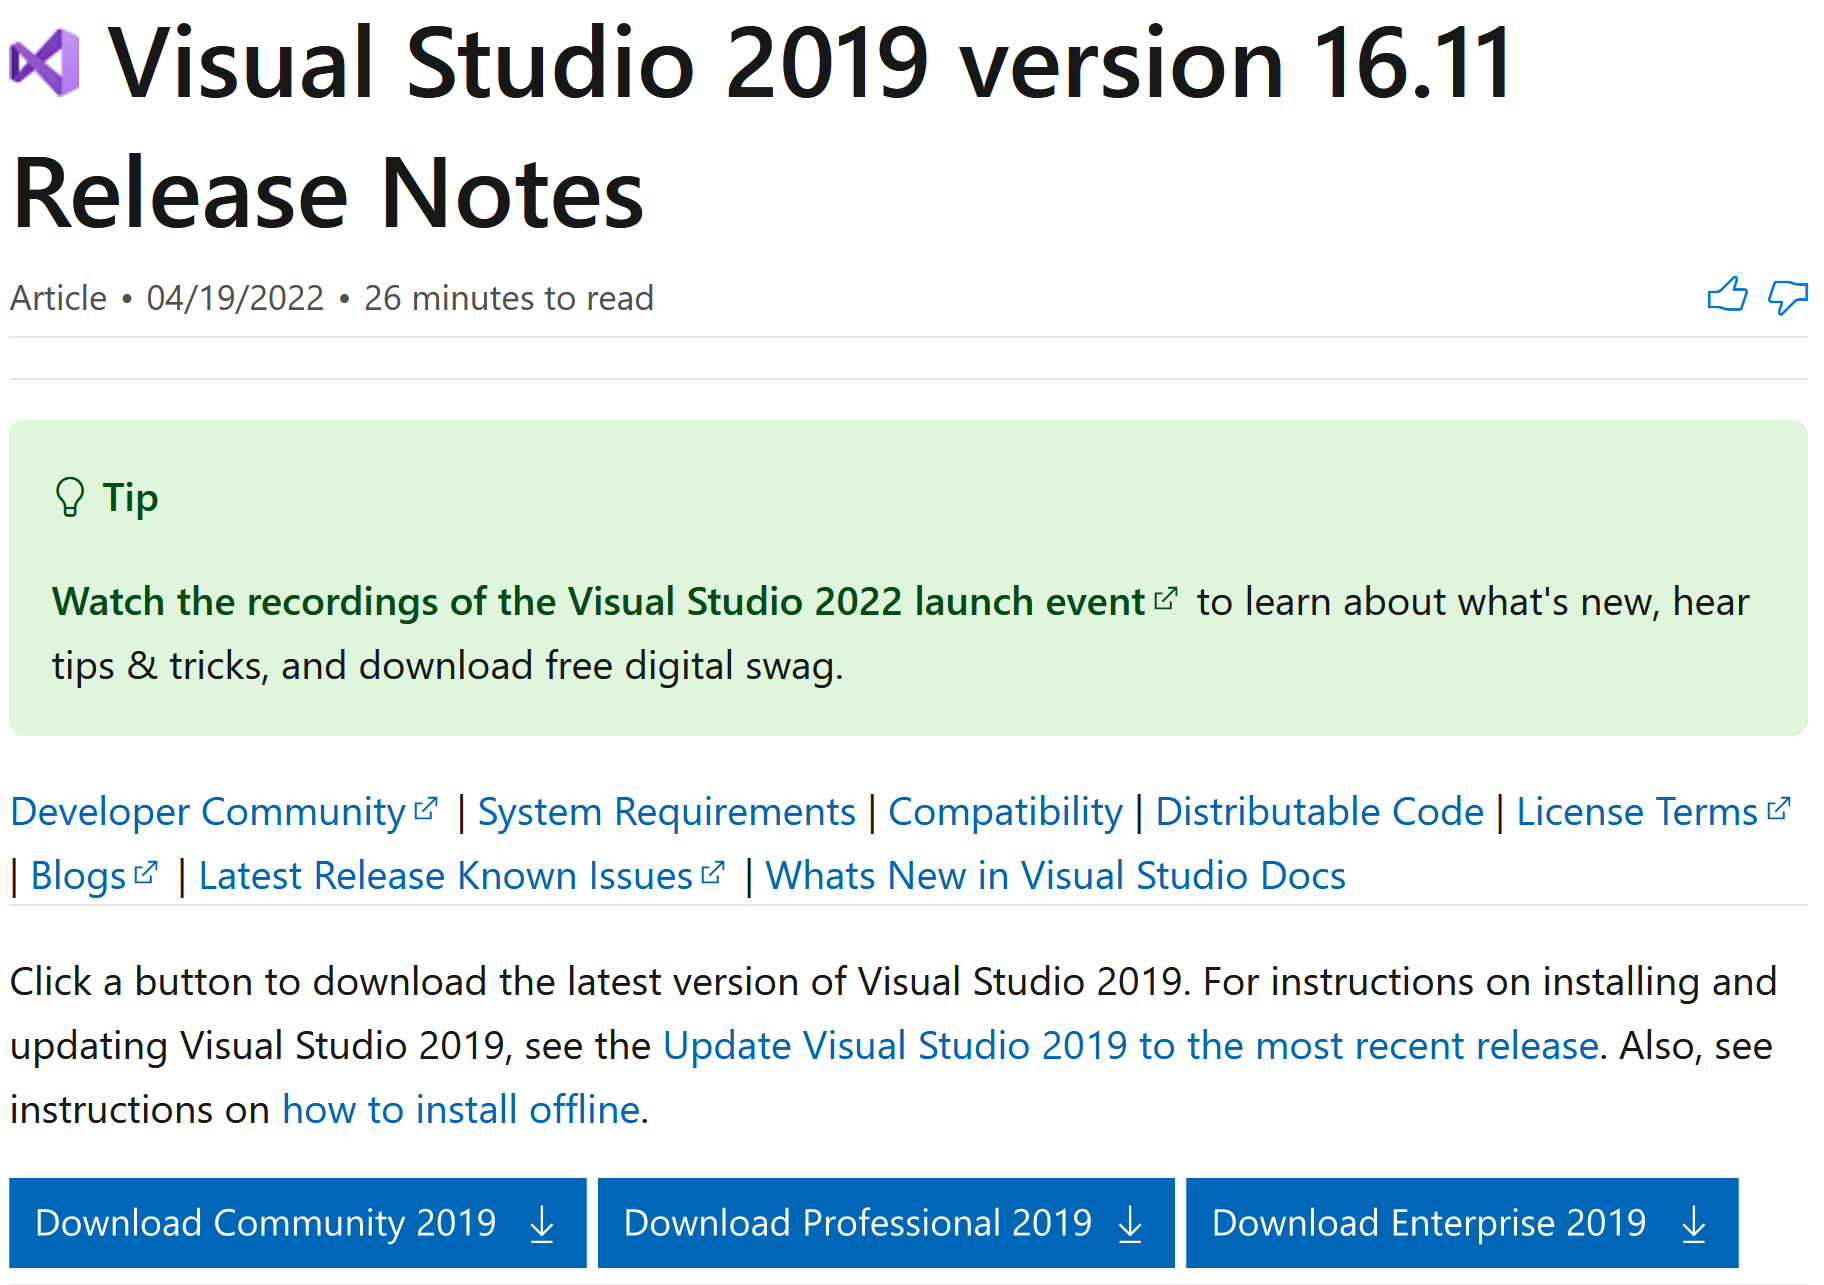 Visual Studio 2019 version 16.11
Release Notes
Article • 04/19/2022 • 26 minutes to read
Tip
Watch the recordings of the Visual Studio 2022 launch event to learn about what's new, hear
tips & tricks, and download free digital swag.
Developer Community | System Requirements | Compatibility | Distributable Code | License Terms
| Blogs | Latest Release Known Issues | Whats New in Visual Studio Docs
Click a button to download the latest version of Visual Studio 2019. For instructions on installing and
updating Visual Studio 2019, see the Update Visual Studio 2019 to the most recent release. Also, see
instructions on how to install offline.
Download Community 2019 Download Professional 2019 Download Enterprise 2019